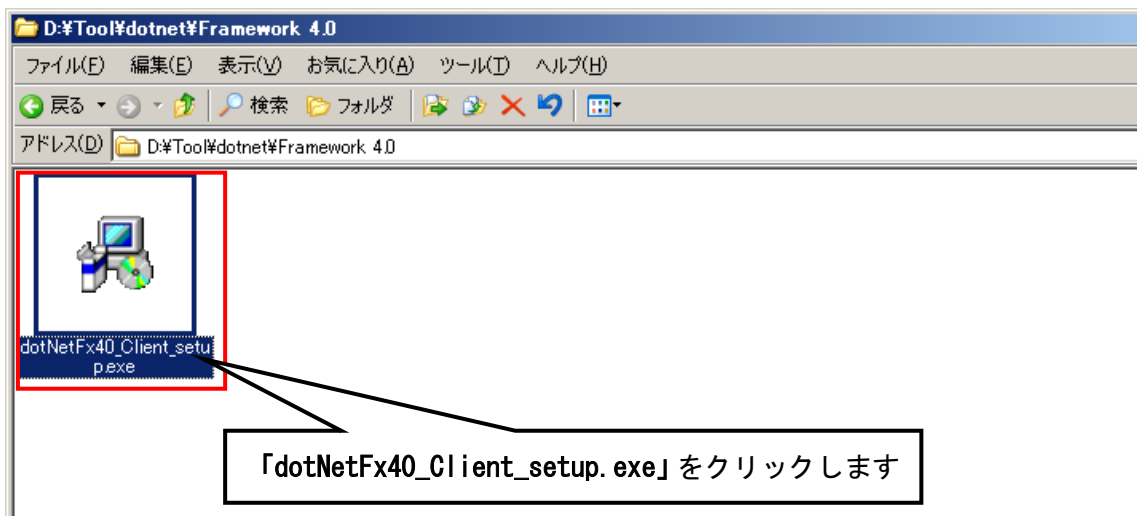 D:¥Tool¥dotnet¥Framework 4.0
ファイル(F) 編集(E) 表示(V) お気に入り(A) ツール(T) ヘルプ(H)
戻る 検索 フォルダ
アドレス(D) D:¥Tool¥dotnet¥Framework 4.0
dotNetFx40_Client_setu
p.exe
「dotNetFx40_Client_setup.exe」をクリックします